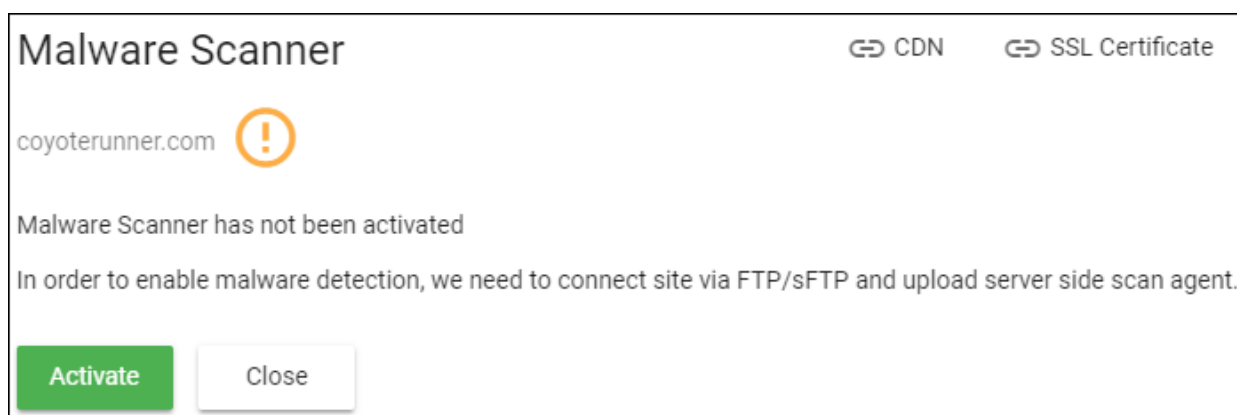 Malware Scanner
CDN
SSL Certificate
coyoterunner.com
Malware Scanner has not been activated
In order to enable malware detection, we need to connect site via FTP/sFTP and upload server side scan agent.
Activate
Close